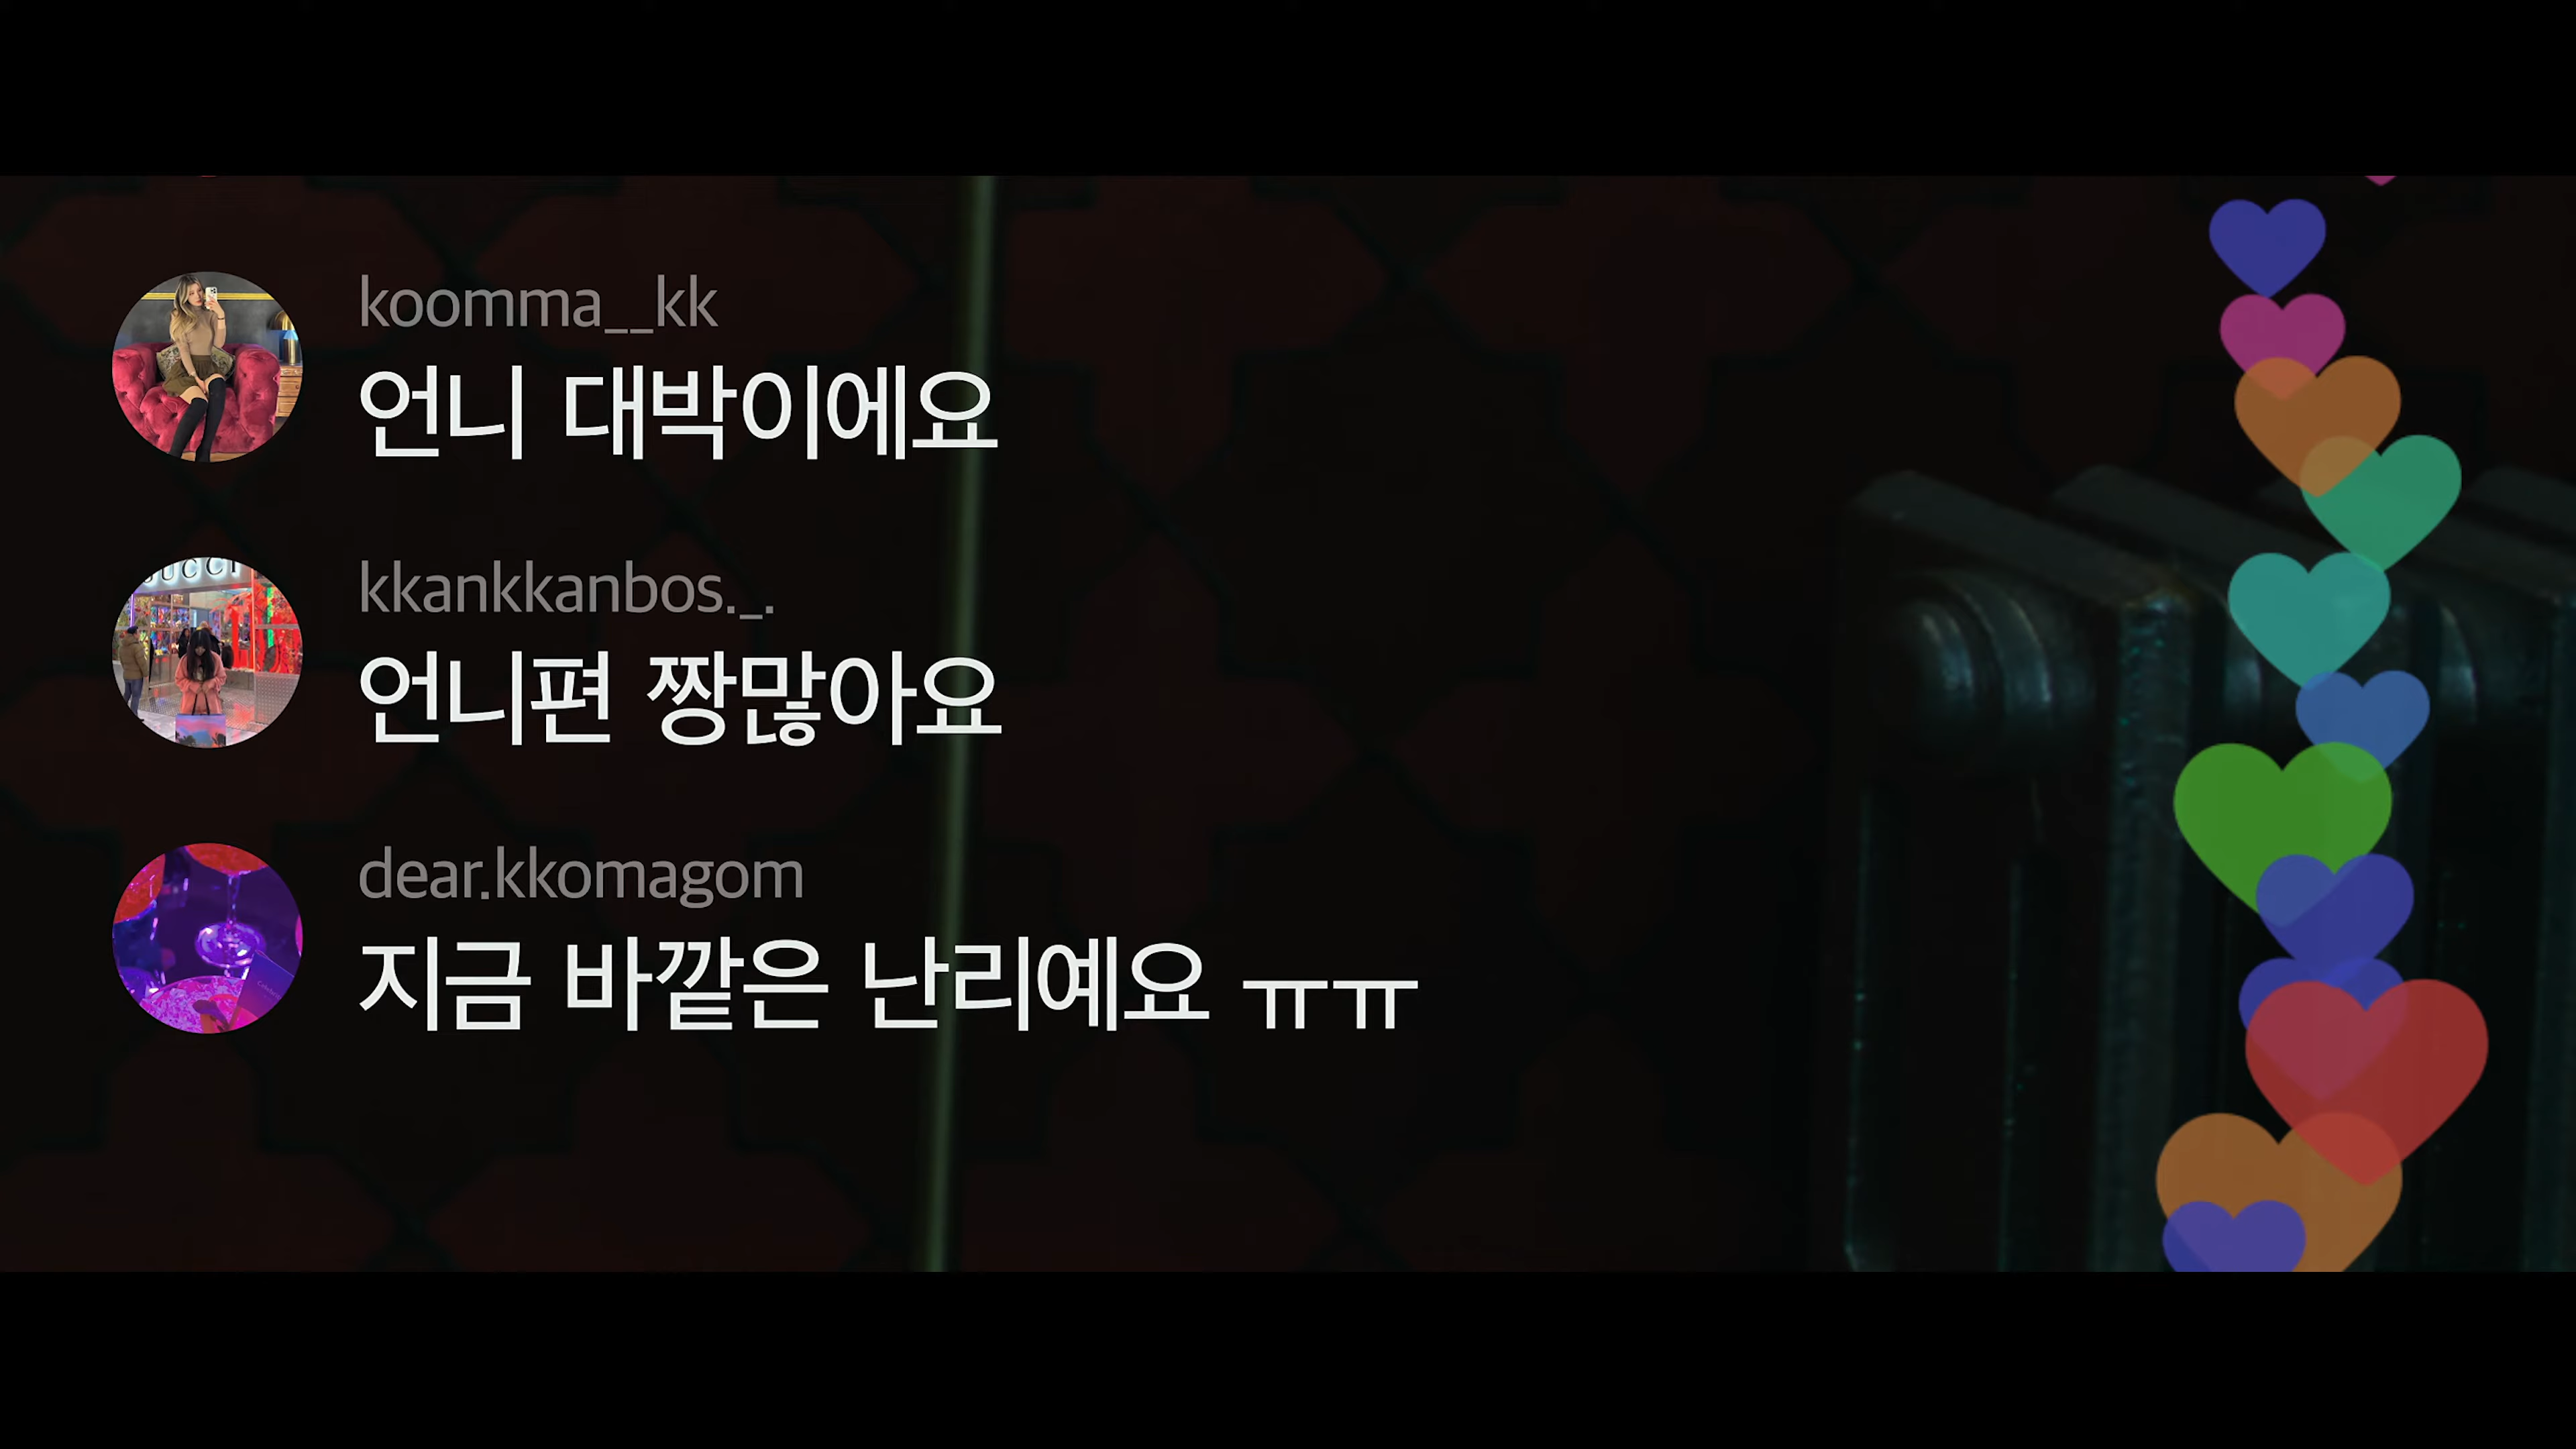 koomma__kk
언니 대박이에요
GUCCI
kkankkanbos._.
언니편 짱많아요
dear.kkomagom
지금 바깥은 난리예요 ㅠㅠ